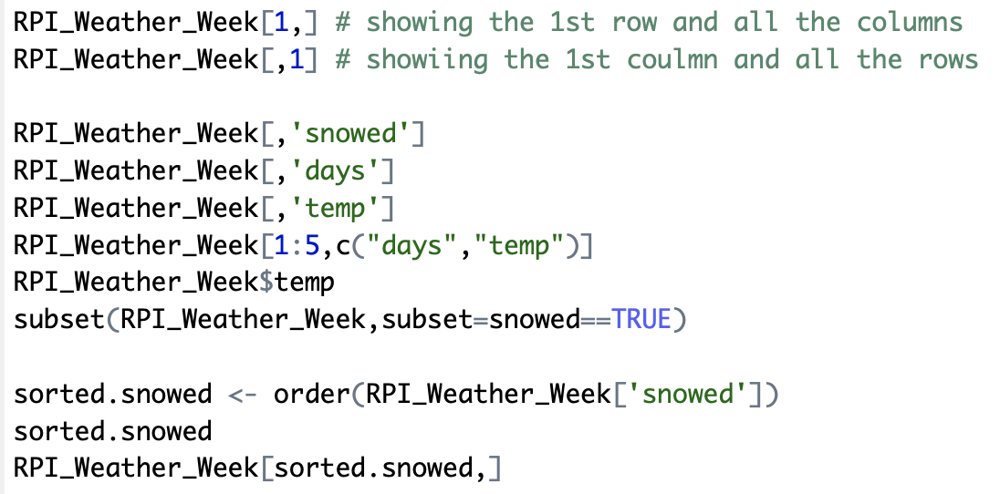 RPI_Weather_Week[1,] # showing the 1st row and all the columns
RPI_Weather_Week[,1] # showiing the 1st coulmn and all the rows
RPI_Weather_Week[,'snowed']
RPI_Weather_Week[,'days']
RPI_Weather_Week[,'temp']
RPI_Weather_Week[1:5,c("days","temp")]
RPI_Weather_Week$temp
subset(RPI_Weather_Week,subset=snowed==TRUE)
sorted.snowed <- order(RPI_Weather_Week['snowed'])
sorted.snowed
RPI_Weather_Week[sorted.snowed,]